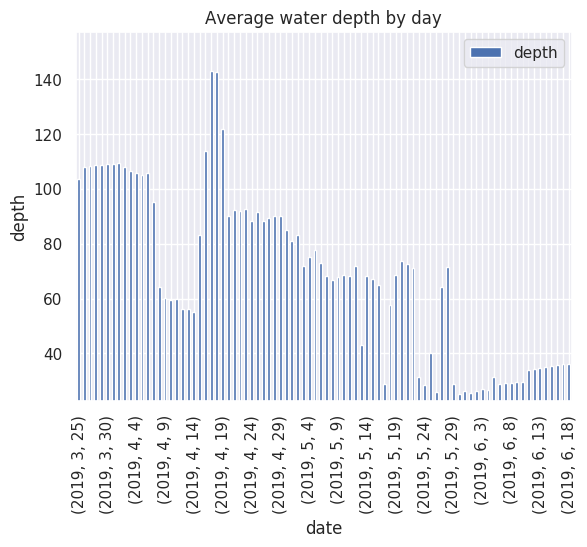 Average water depth by day
depth
140
120
100
80
60
40
depth
(2019, 3, 25)
(2019, 3, 30)
(2019, 4, 4)
(2019, 4, 9)
(2019, 4, 14)
(2019, 4, 19)
(2019, 4, 24)
(2019, 4, 29)
(2019, 5, 4)
(2019, 5, 9)
(2019, 5, 14)
(2019, 5, 19)
(2019, 5, 24)
(2019, 5, 29)
(2019, 6, 3)
(2019, 6, 8)
(2019, 6, 13)
(2019, 6, 18)
date